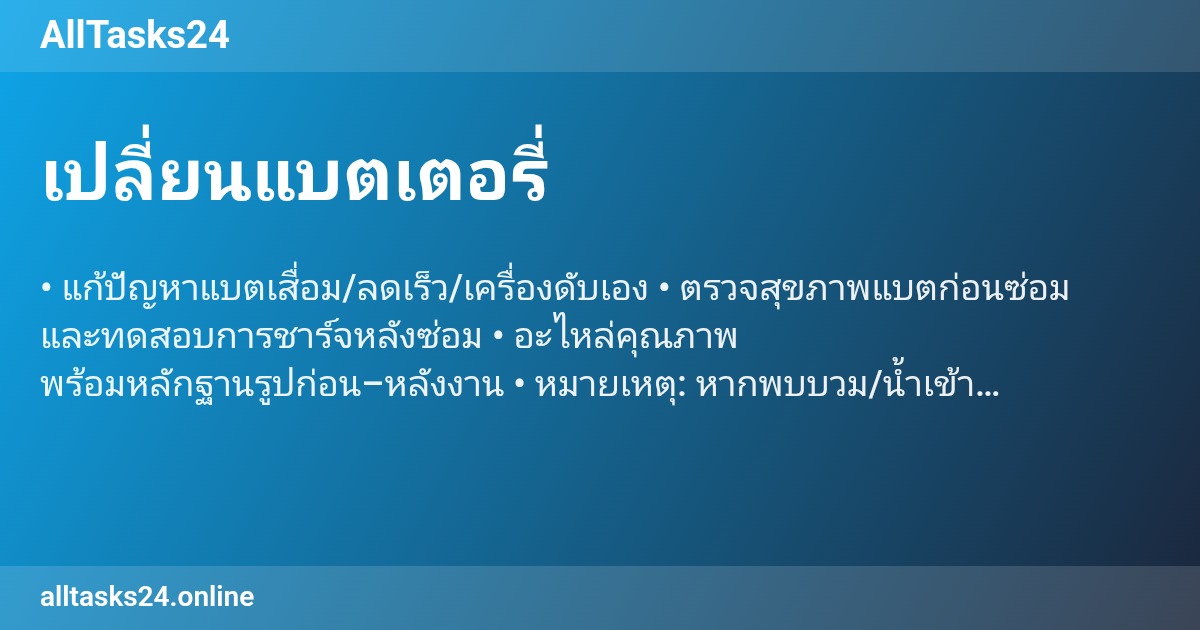 AllTasks24
เปลี่ยนแบตเตอรี่
• แก้ปัญหาแบตเสื่อม/ลดเร็ว/เครื่องดับเอง • ตรวจสุขภาพแบตก่อนซ่อม
และทดสอบการชาร์จหลังซ่อม • อะไหล่คุณภาพ
พร้อมหลักฐานรูปก่อน–หลังงาน • หมายเหตุ: หากพบบวม/น้ำเข้า…
alltasks24.online